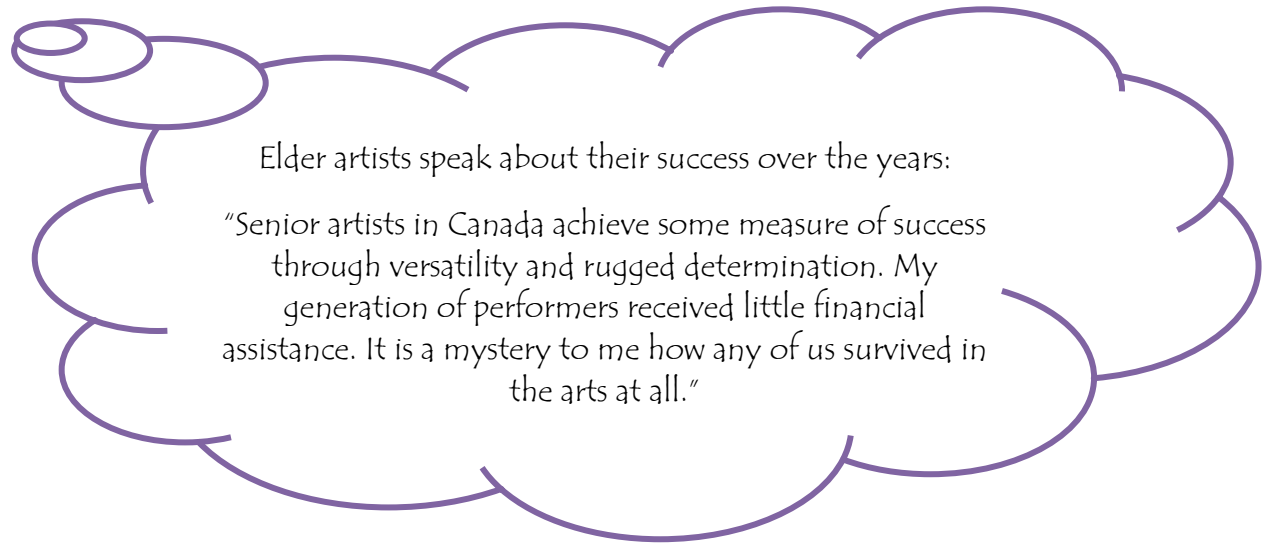 Elder artists speak about their success over the years:
"Senior artists in Canada achieve some measure of success
through versatility and rugged determination. My
generation of performers received little financial
assistance. It is a mystery to me how any of us survived in
the arts at all."